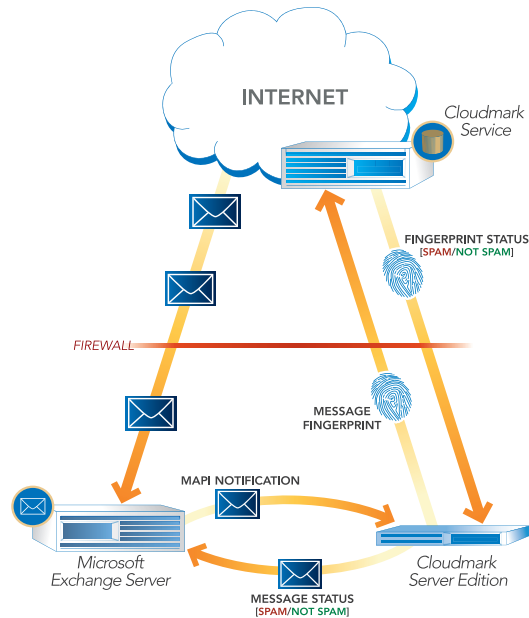 INTERNET
Cloudmark
Service
FINGERPRINT STATUS
[SPAM/NOT SPAM]
FIREWALL
MESSAGE
FINGERPRINT
MAPI NOTIFICATION
Microsoft
Exchange Server
Cloudmark
Server Edition
MESSAGE STATUS
[SPAM/NOT SPAM]